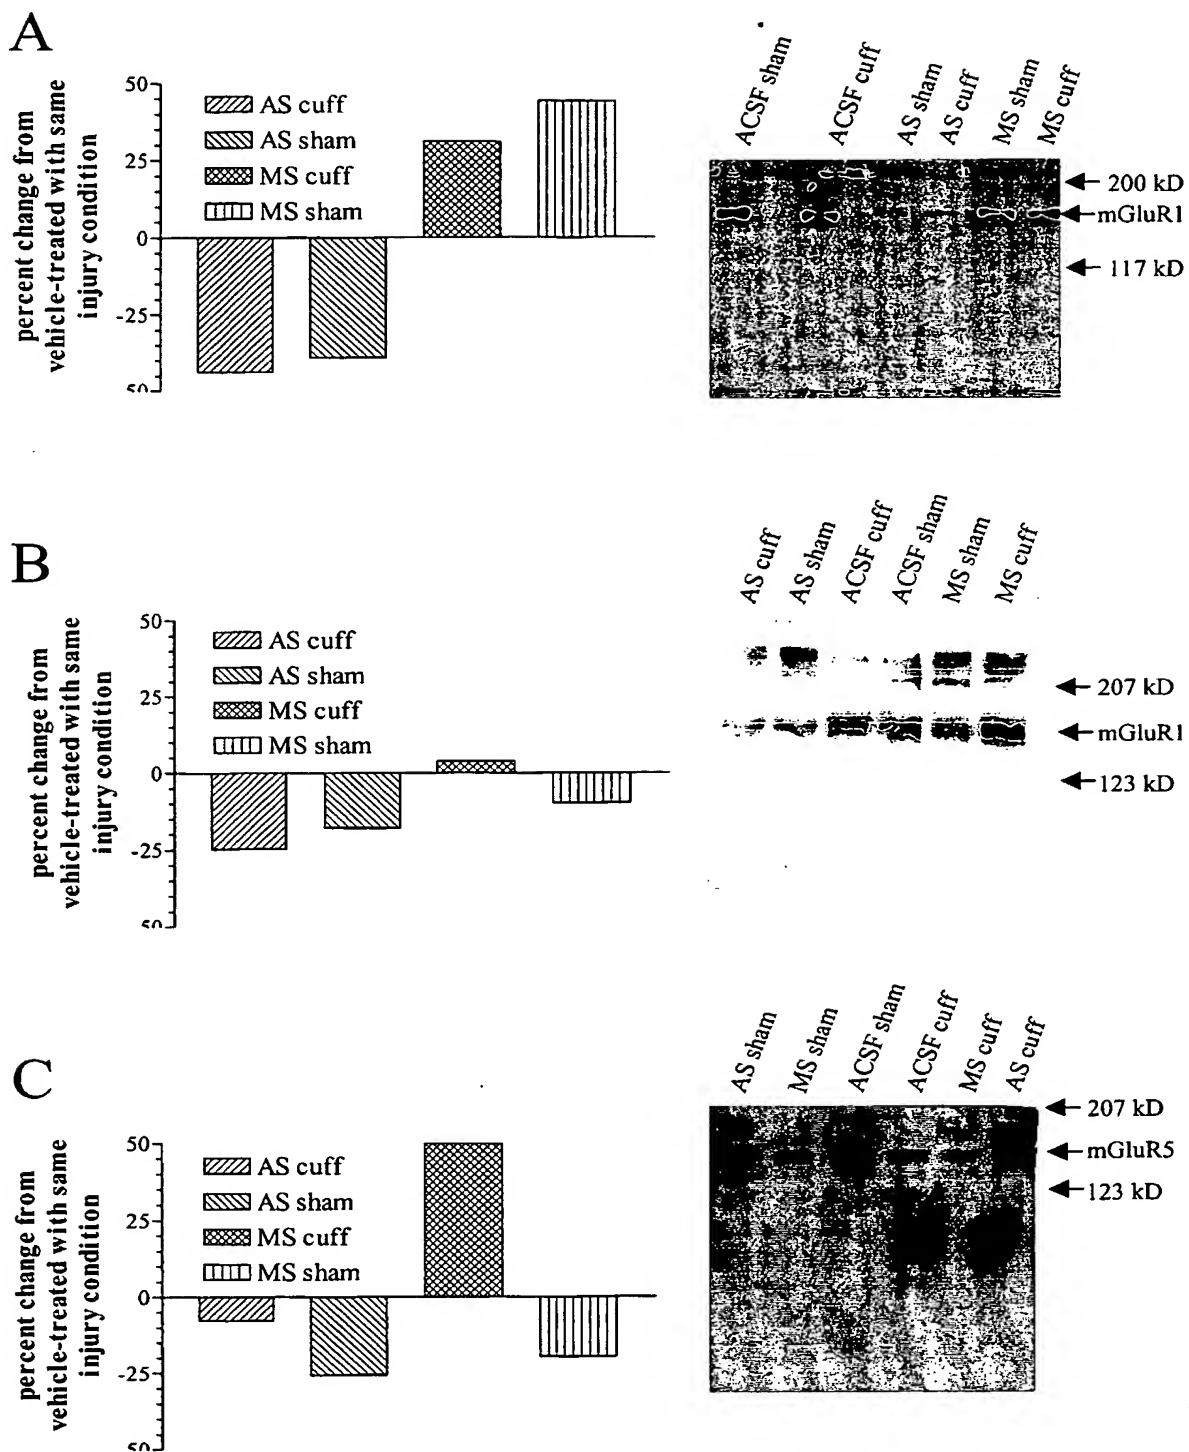 A
percent change from
vehicle-treated with same
injury condition
50
25
0
-25
AS cuff
AS sham
MS cuff
MS sham
ACSF sham
ACSF cuff
AS sham
AS cuff
MS sham
MS cuff
200 kD
mGluR1
117 kD
B
percent change from
vehicle-treated with same
injury condition
50
25
0
-25
AS cuff
AS sham
MS cuff
MS sham
AS cuff
AS sham
ACSF cuff
ACSF sham
MS sham
MS cuff
207 kD
mGluR1
123 kD
C
percent change from
vehicle-treated with same
injury condition
50
25
0
-25
AS cuff
AS sham
MS cuff
MS sham
AS sham
MS sham
ACSF sham
ACSF cuff
MS cuff
AS cuff
207 kD
mGluR5
123 kD